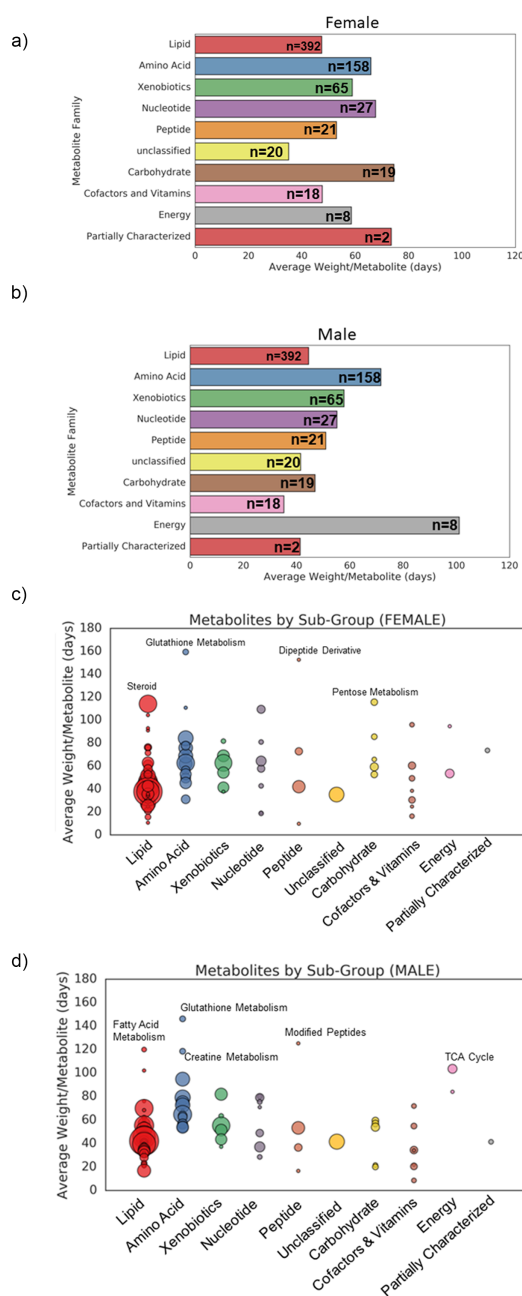 a)
Female
Metabolite Family
Lipid n=392
Amino Acid n=158
Xenobiotics n=65
Nucleotide n=27
Peptide n=21
unclassified n=20
Carbohydrate n=19
Cofactors and Vitamins n=18
Energy n=8
Partially Characterized n=2
0 20 40 60 80 100 120
Average Weight/Metabolite (days)
b)
Male
Metabolite Family
Lipid n=392
Amino Acid n=158
Xenobiotics n=65
Nucleotide n=27
Peptide n=21
unclassified n=20
Carbohydrate n=19
Cofactors and Vitamins n=18
Energy n=8
Partially Characterized n=2
0 20 40 60 80 100 120
Average Weight/Metabolite (days)
c)
Metabolites by Sub-Group (FEMALE)
Average Weight/Metabolite (days)
180
160
140
120
100
80
60
40
20
0
Glutathione Metabolism
Dipeptide Derivative
Steroid
Pentose Metabolism
Lipid
Amino Acid
Xenobiotics
Nucleotide
Peptide
Unclassified
Carbohydrate
Cofactors & Vitamins
Energy
Partially Characterized
d)
Metabolites by Sub-Group (MALE)
Average Weight/Metabolite (days)
180
160
140
120
100
80
60
40
20
0
Glutathione Metabolism
Fatty Acid
Metabolism
Modified Peptides
Creatine Metabolism
TCA Cycle
Lipid
Amino Acid
Xenobiotics
Nucleotide
Peptide
Unclassified
Carbohydrate
Cofactors & Vitamins
Energy
Partially Characterized